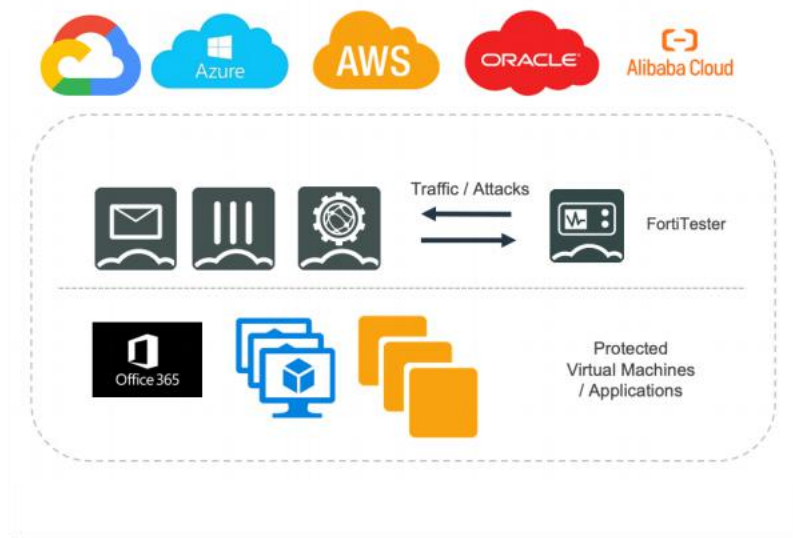 Azure
AWS
ORACLE
Alibaba Cloud
Traffic / Attacks
FortiTester
Office 365
Protected
Virtual Machines
/ Applications